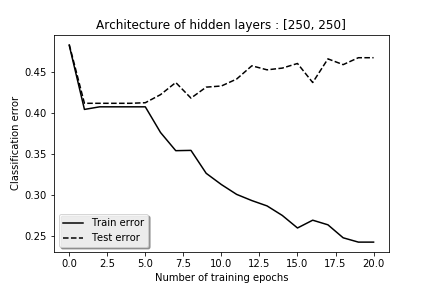 Architecture of hidden layers : [250, 250]
Classification error
0.45
0.40
0.35
0.30
0.25
Train error
Test error
0.0 2.5 5.0 7.5 10.0 12.5 15.0 17.5 20.0
Number of training epochs